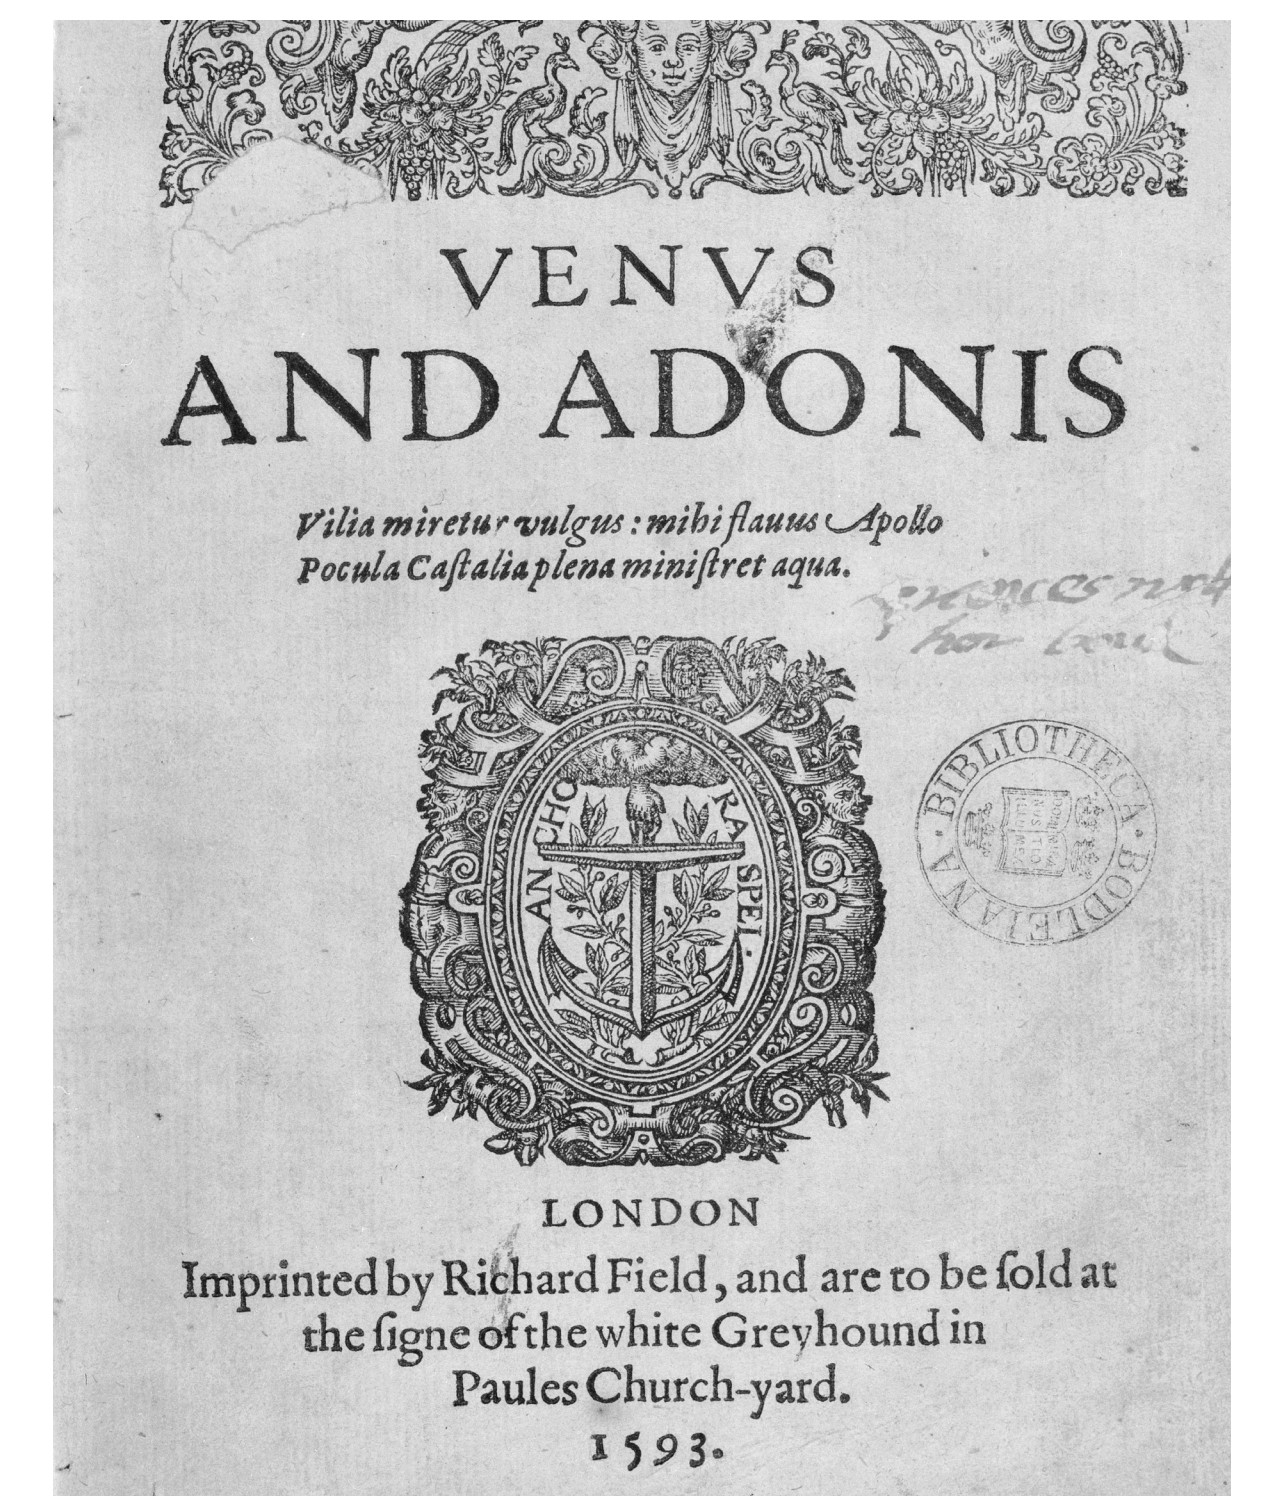 VENVS
AND ADONIS
Vilia miretur vulgus: mihi flauus Apollo
Pocula Caſtalia plena miniſtret aqua.
ANCHORA SPEI.
BIBLIOTHECA BODLEIANA
LONDON
Imprinted by Richard Field, and are to be ſold at
the ſigne of the white Greyhound in
Paules Church-yard.
1593.